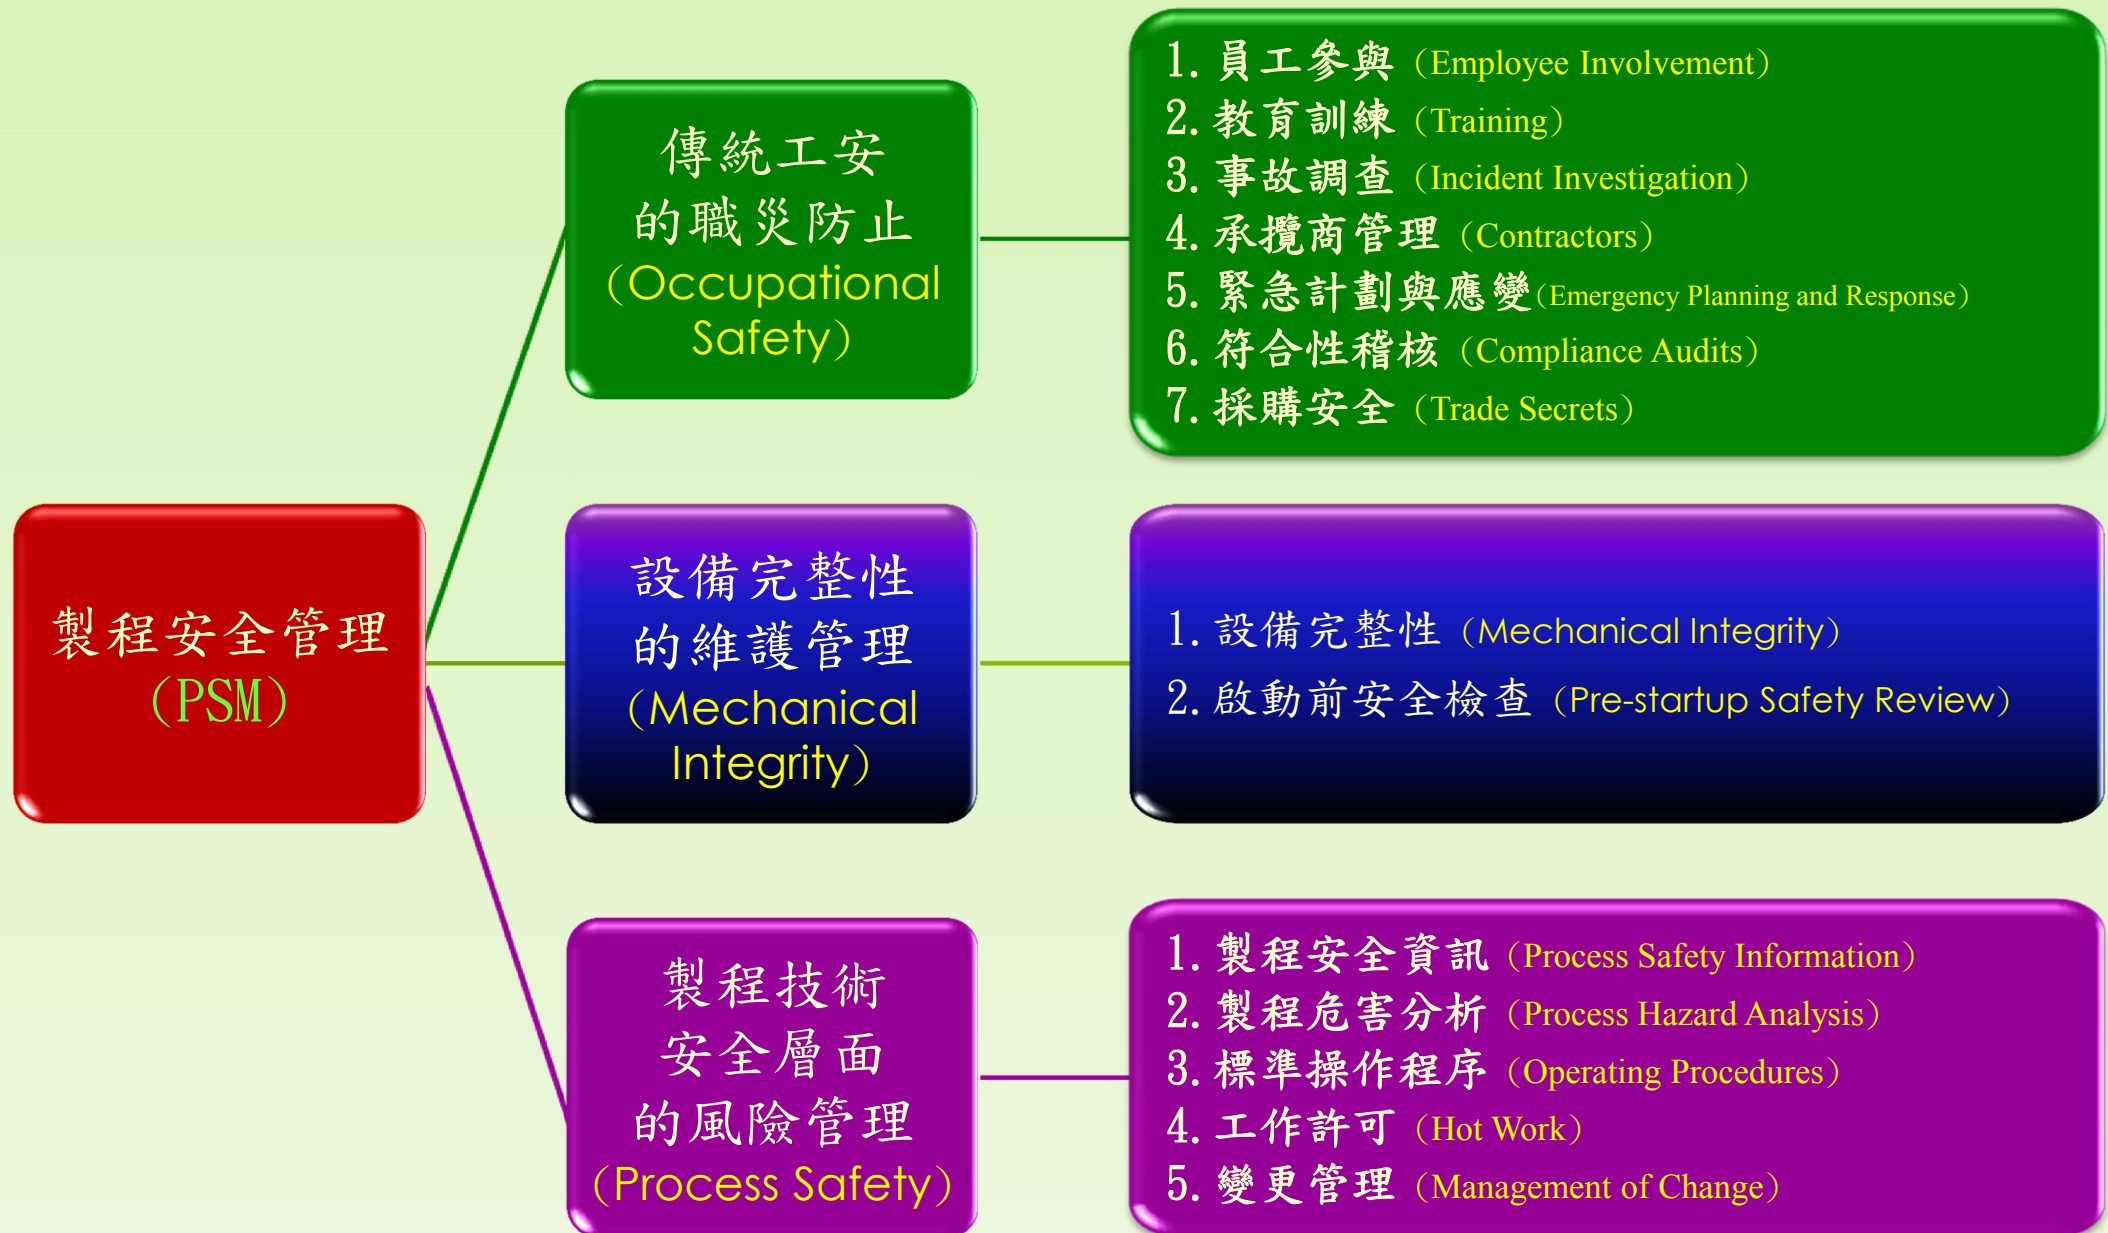 製程安全管理
（PSM）
傳統工安
的職災防止
（Occupational
Safety）
1. 員工參與（Employee Involvement）
2. 教育訓練（Training）
3. 事故調查（Incident Investigation）
4. 承攬商管理（Contractors）
5. 緊急計劃與應變（Emergency Planning and Response）
6. 符合性稽核（Compliance Audits）
7. 採購安全（Trade Secrets）
設備完整性
的維護管理
（Mechanical
Integrity）
1. 設備完整性（Mechanical Integrity）
2. 啟動前安全檢查（Pre-startup Safety Review）
製程技術
安全層面
的風險管理
（Process Safety）
1. 製程安全資訊（Process Safety Information）
2. 製程危害分析（Process Hazard Analysis）
3. 標準操作程序（Operating Procedures）
4. 工作許可（Hot Work）
5. 變更管理（Management of Change）